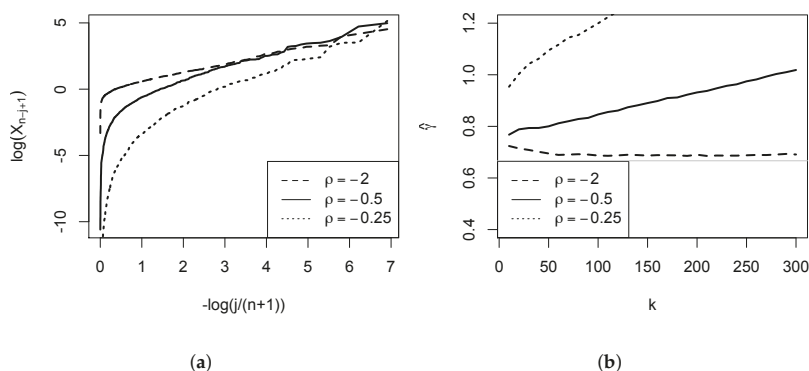 log(X_{n-j+1})
5
0
-5
-10
ρ = -2
ρ = -0.5
ρ = -0.25
0 1 2 3 4 5 6 7
-log(j/(n+1))
(a)
γ̂
1.2
1.0
0.8
0.6
0.4
ρ = -2
ρ = -0.5
ρ = -0.25
0 50 100 150 200 250 300
k
(b)